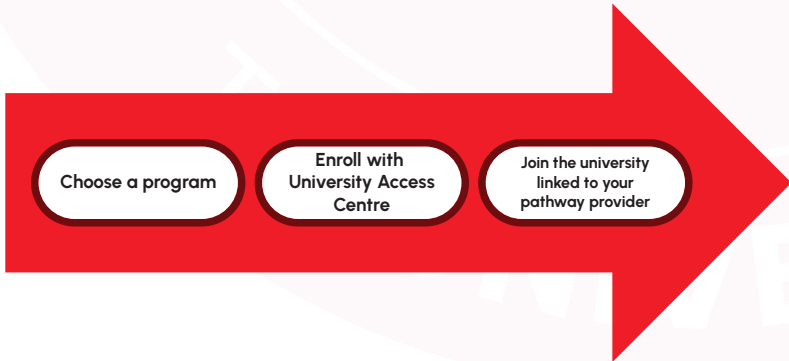 Choose a program
Enroll with
University Access
Centre
Join the university
linked to your
pathway provider